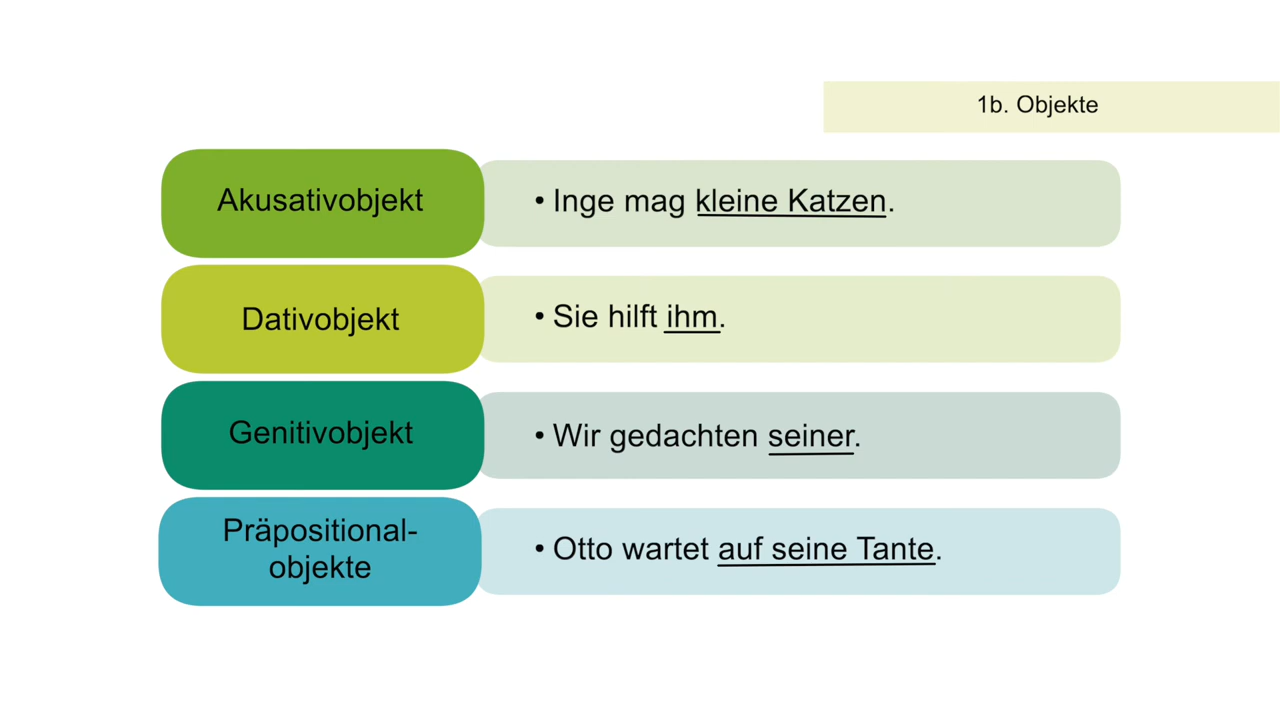 1b. Objekte
Akusativobjekt
• Inge mag kleine Katzen.
Dativobjekt
• Sie hilft ihm.
Genitivobjekt
• Wir gedachten seiner.
Präpositional-
objekte
• Otto wartet auf seine Tante.